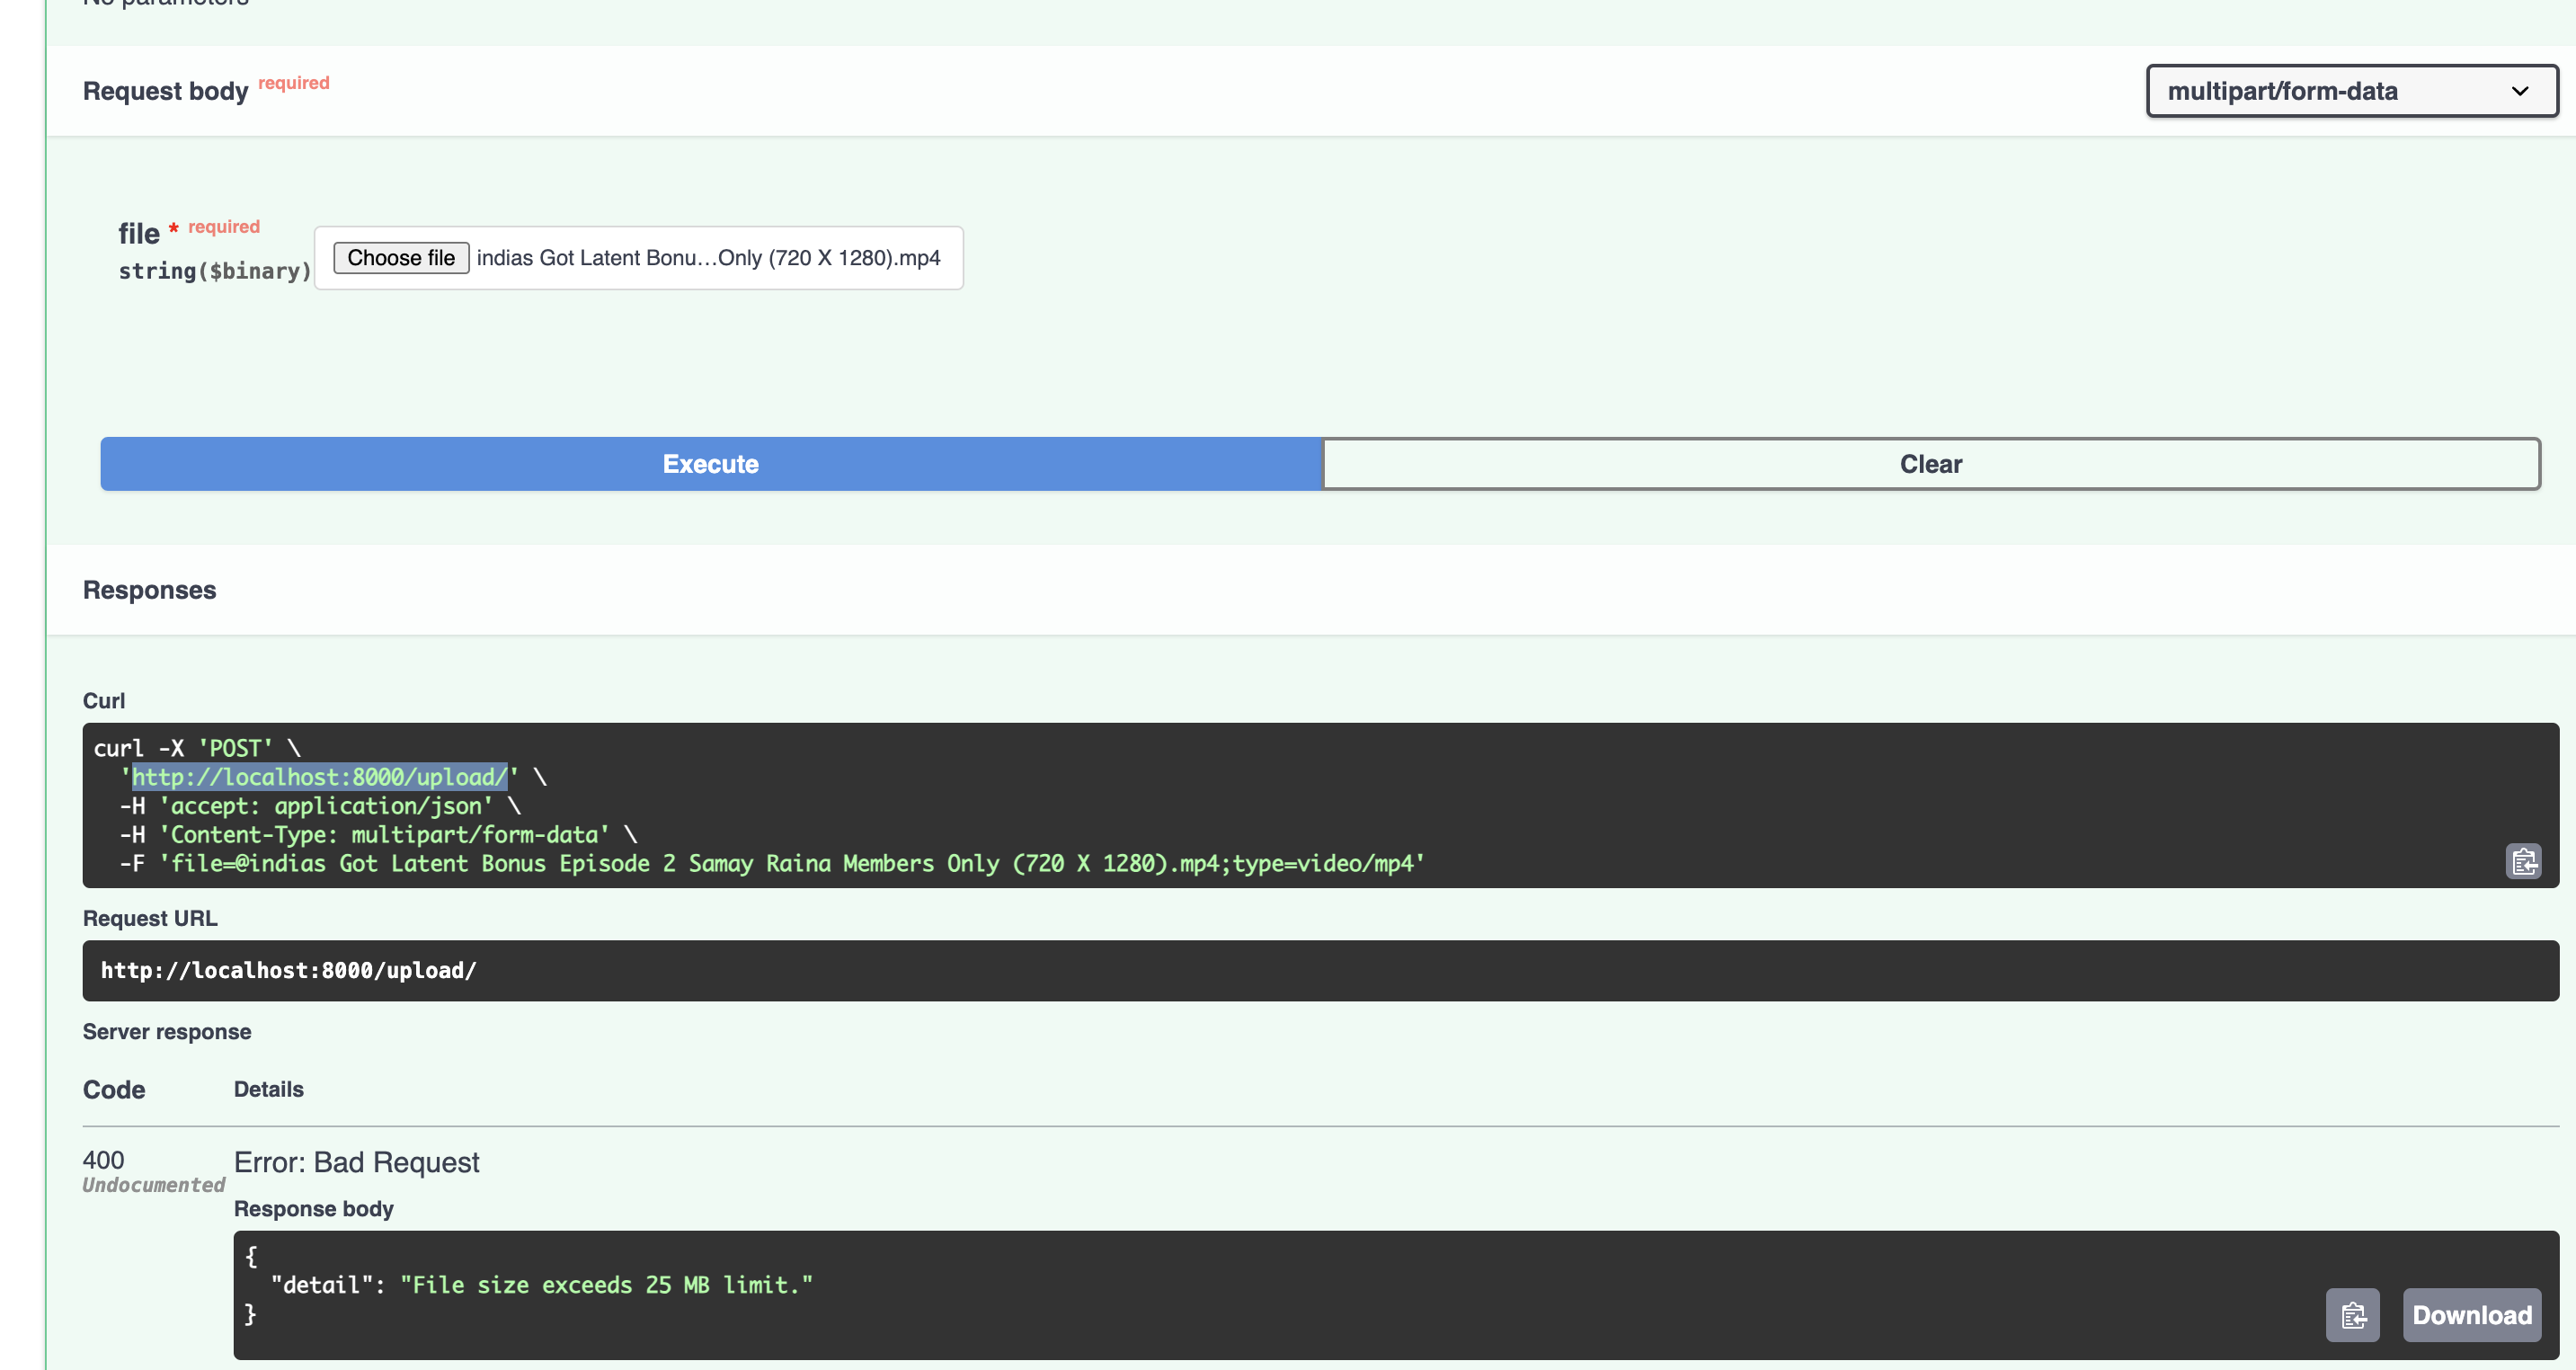 No parameters
Request body required
multipart/form-data
file * required
string($binary)
Choose file indias Got Latent Bonu…Only (720 X 1280).mp4
Execute
Clear
Responses
Curl
curl -X 'POST' \
'http://localhost:8000/upload/' \
-H 'accept: application/json' \
-H 'Content-Type: multipart/form-data' \
-F 'file=@indias Got Latent Bonus Episode 2 Samay Raina Members Only (720 X 1280).mp4;type=video/mp4'
Request URL
http://localhost:8000/upload/
Server response
Code Details
400 Error: Bad Request
Undocumented
Response body
{
"detail": "File size exceeds 25 MB limit."
}
Download